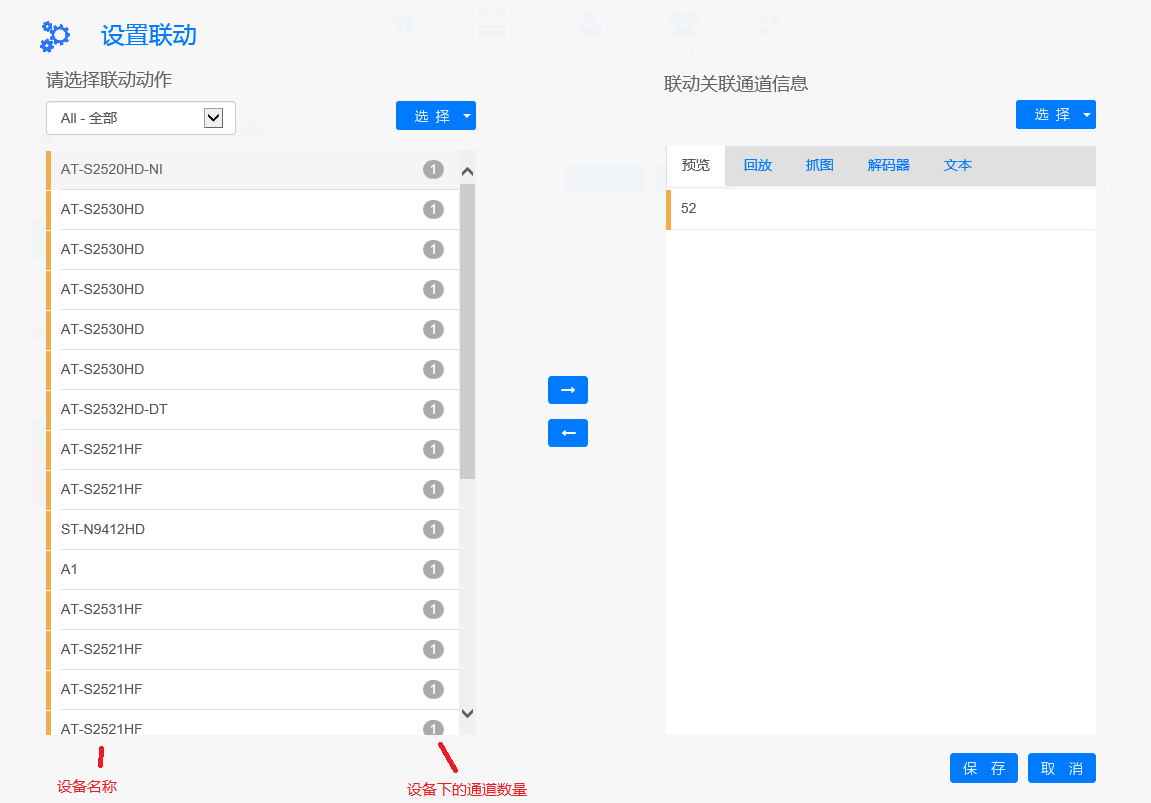 设置联动
请选择联动动作
All - 全部
选 择
AT-S2520HD-NI 1
AT-S2530HD 1
AT-S2530HD 1
AT-S2530HD 1
AT-S2530HD 1
AT-S2530HD 1
AT-S2532HD-DT 1
AT-S2521HF 1
AT-S2521HF 1
ST-N9412HD 1
A1 1
AT-S2531HF 1
AT-S2521HF 1
AT-S2521HF 1
AT-S2521HF 1
设备名称
设备下的通道数量
联动关联通道信息
选 择
预览 回放 抓图 解码器 文本
52
保 存 取 消